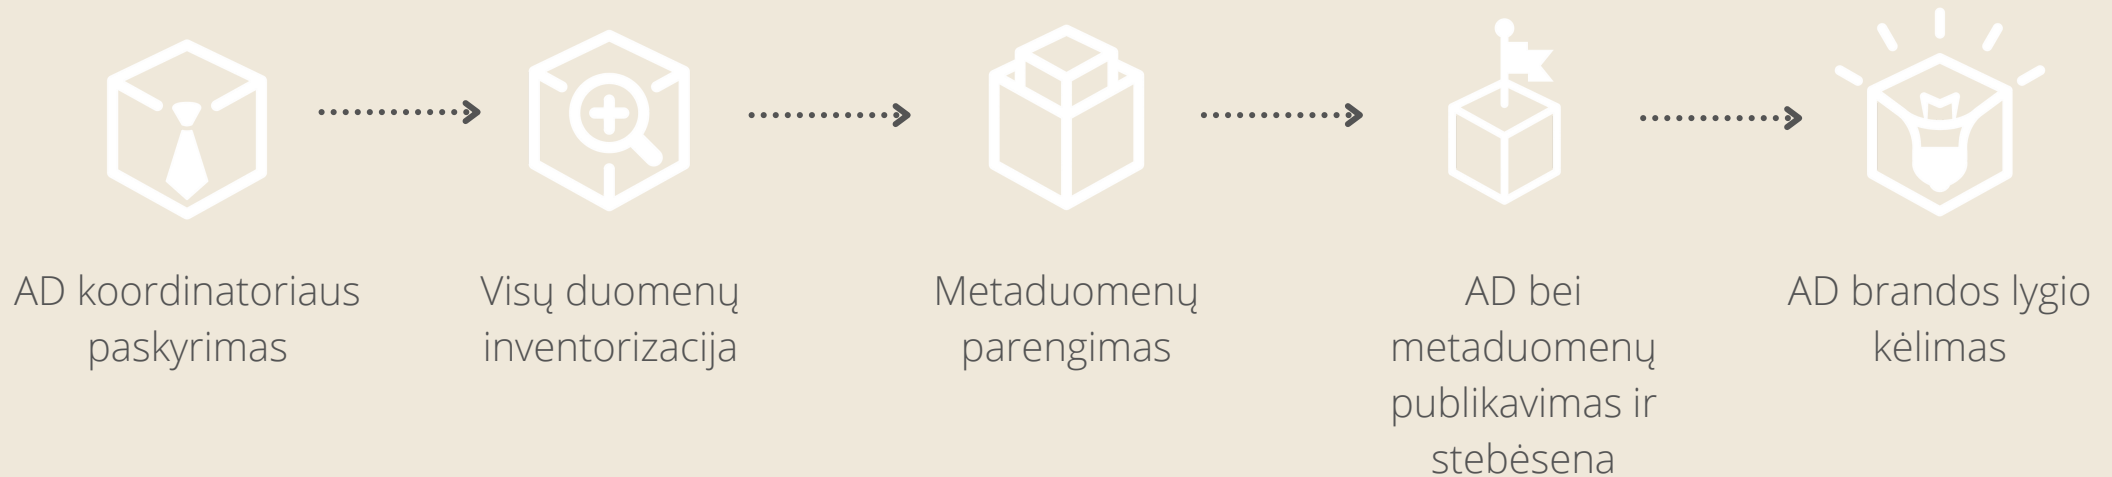 AD koordinatoriaus
paskyrimas
Visų duomenų
inventorizacija
Metaduomenų
parengimas
AD bei
metaduomenų
publikavimas ir
stebėsena
AD brandos lygio
kėlimas